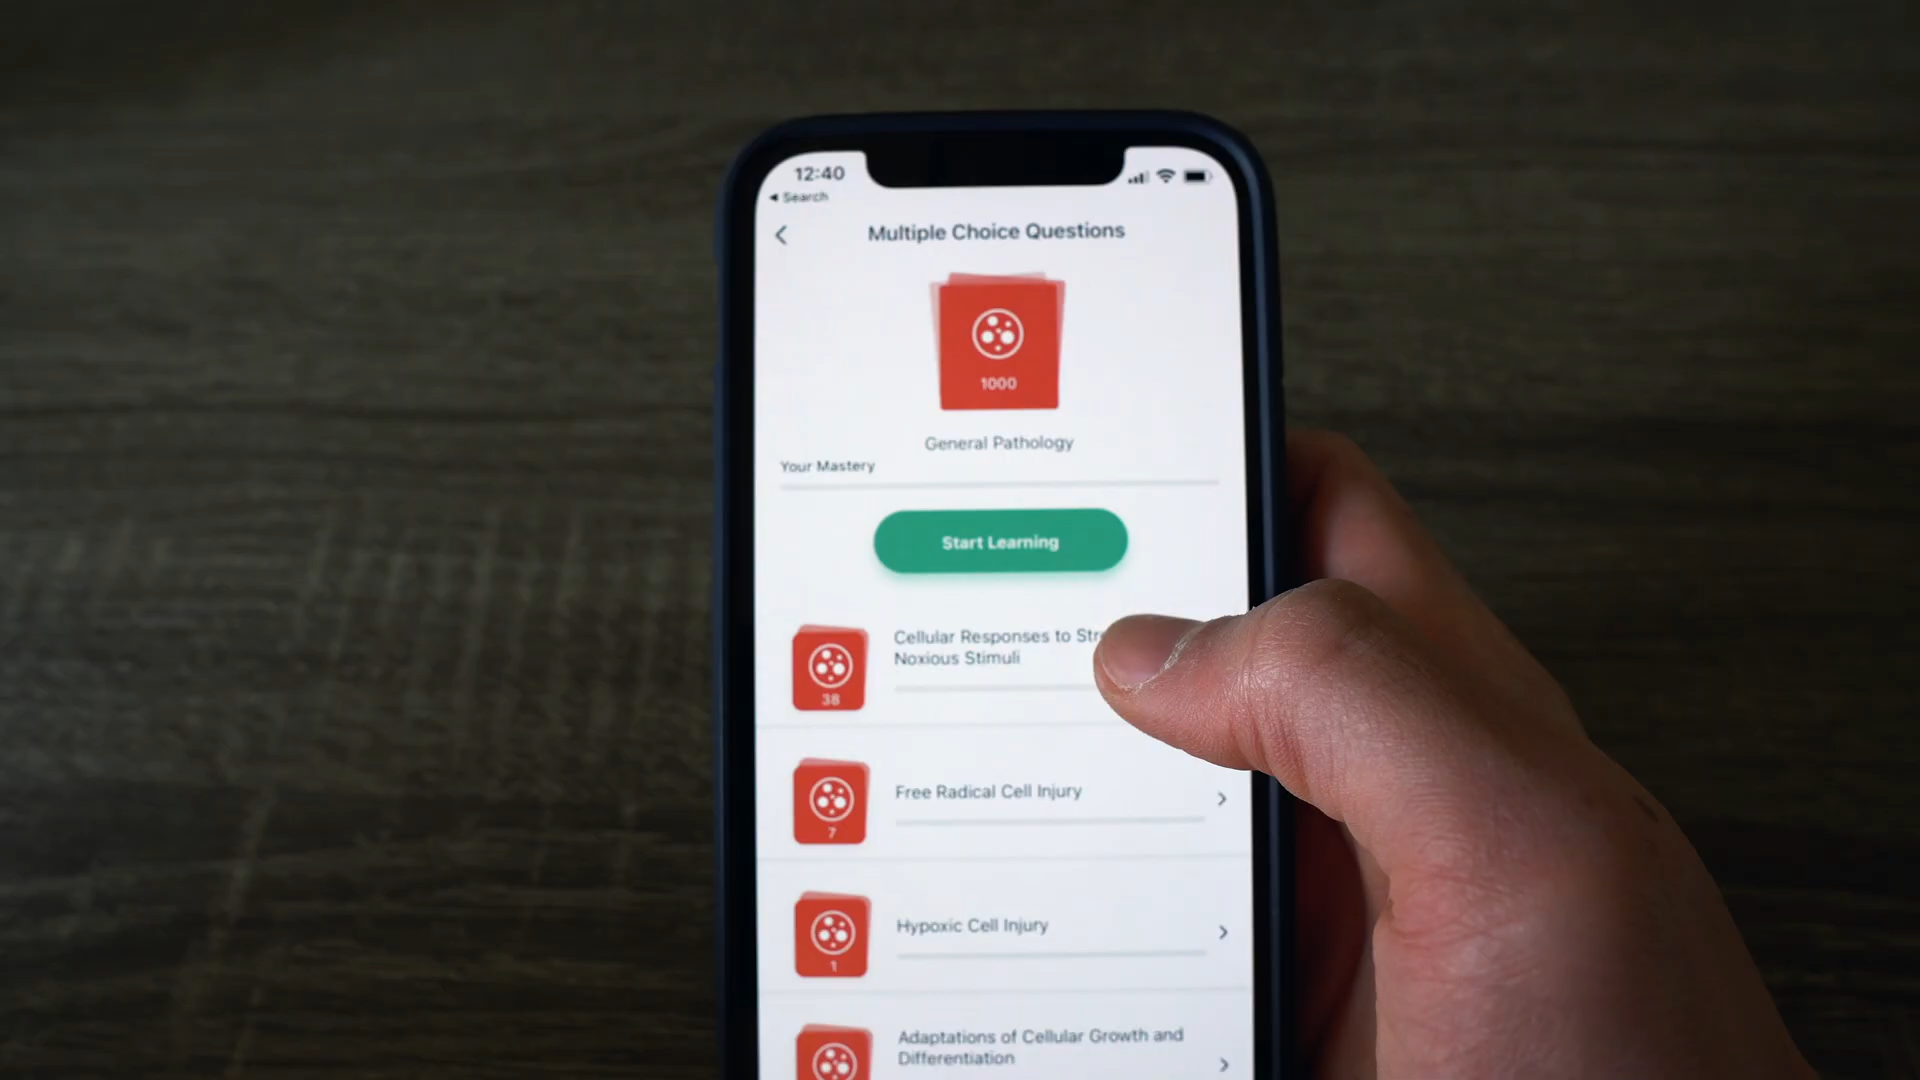 12:40
◀ Search
Multiple Choice Questions
1000
General Pathology
Your Mastery
Start Learning
Cellular Responses to
Noxious Stimuli
38
Free Radical Cell Injury
7
Hypoxic Cell Injury
1
Adaptations of Cellular Growth and
Differentiation